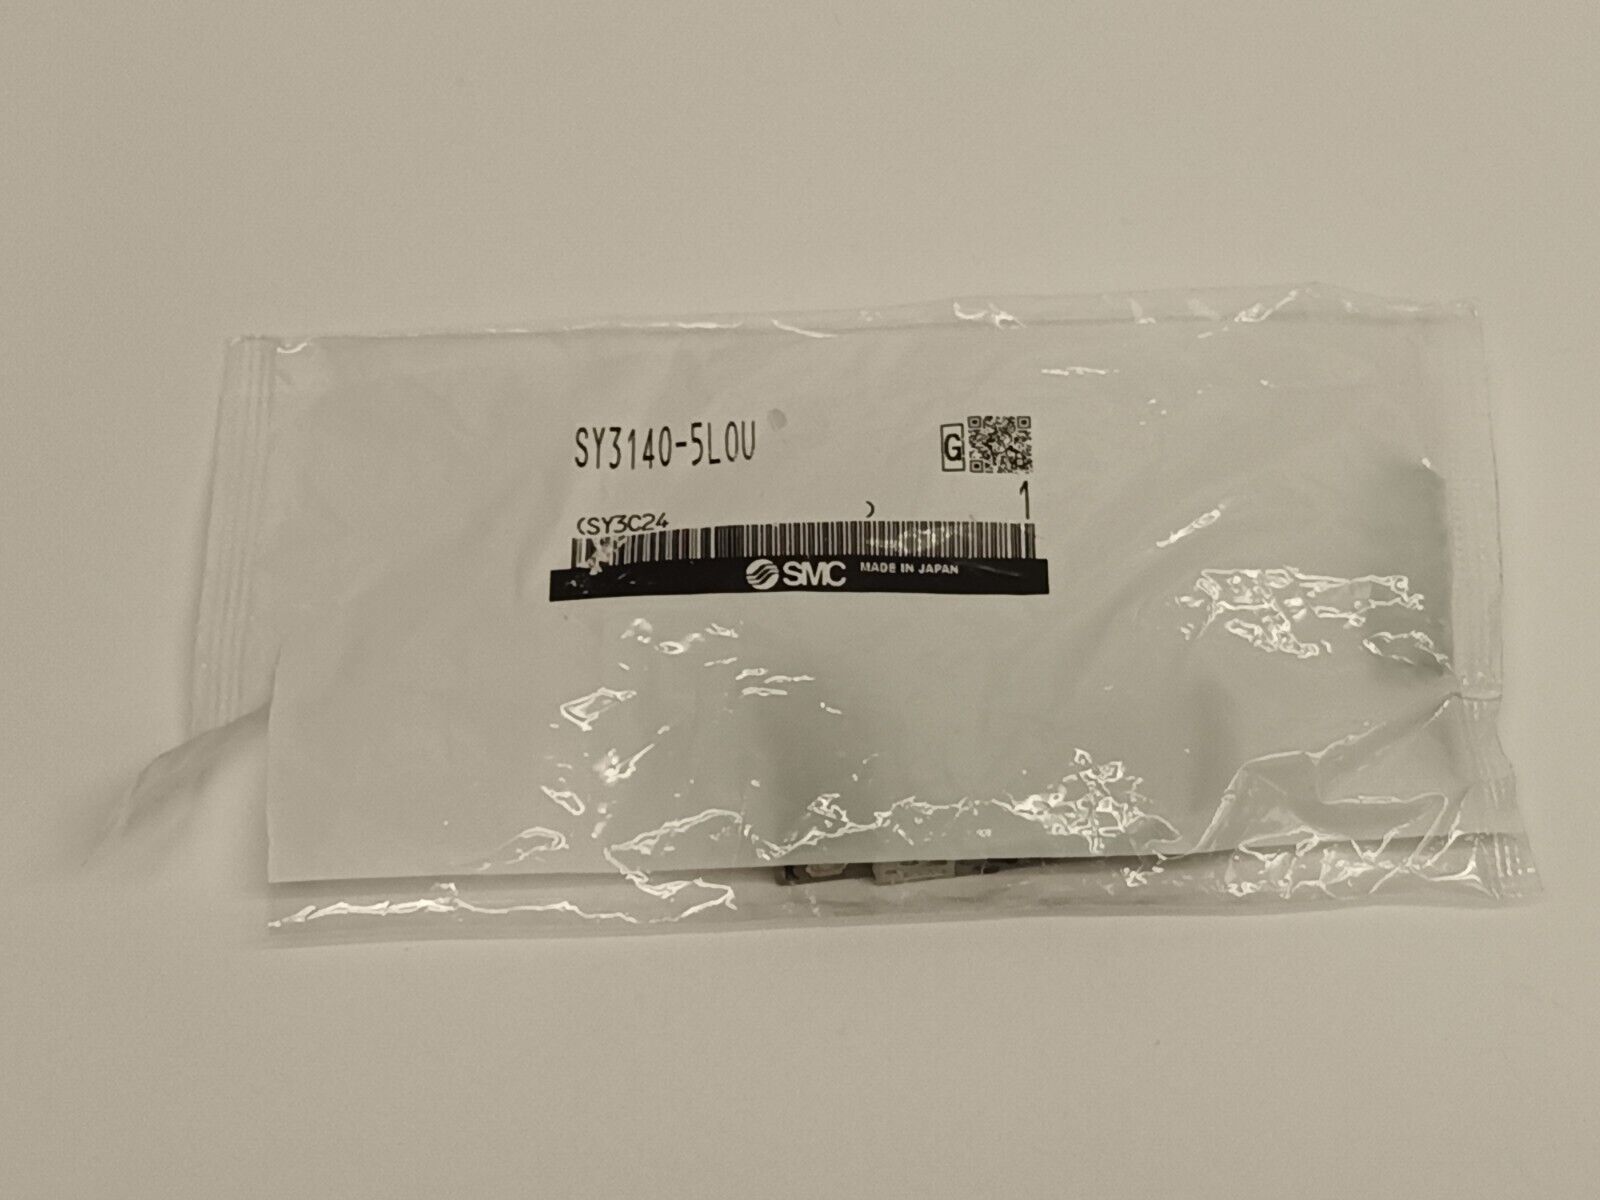 SY3140-5LOU
G
1
(SY3C24 )
SMC MADE IN JAPAN